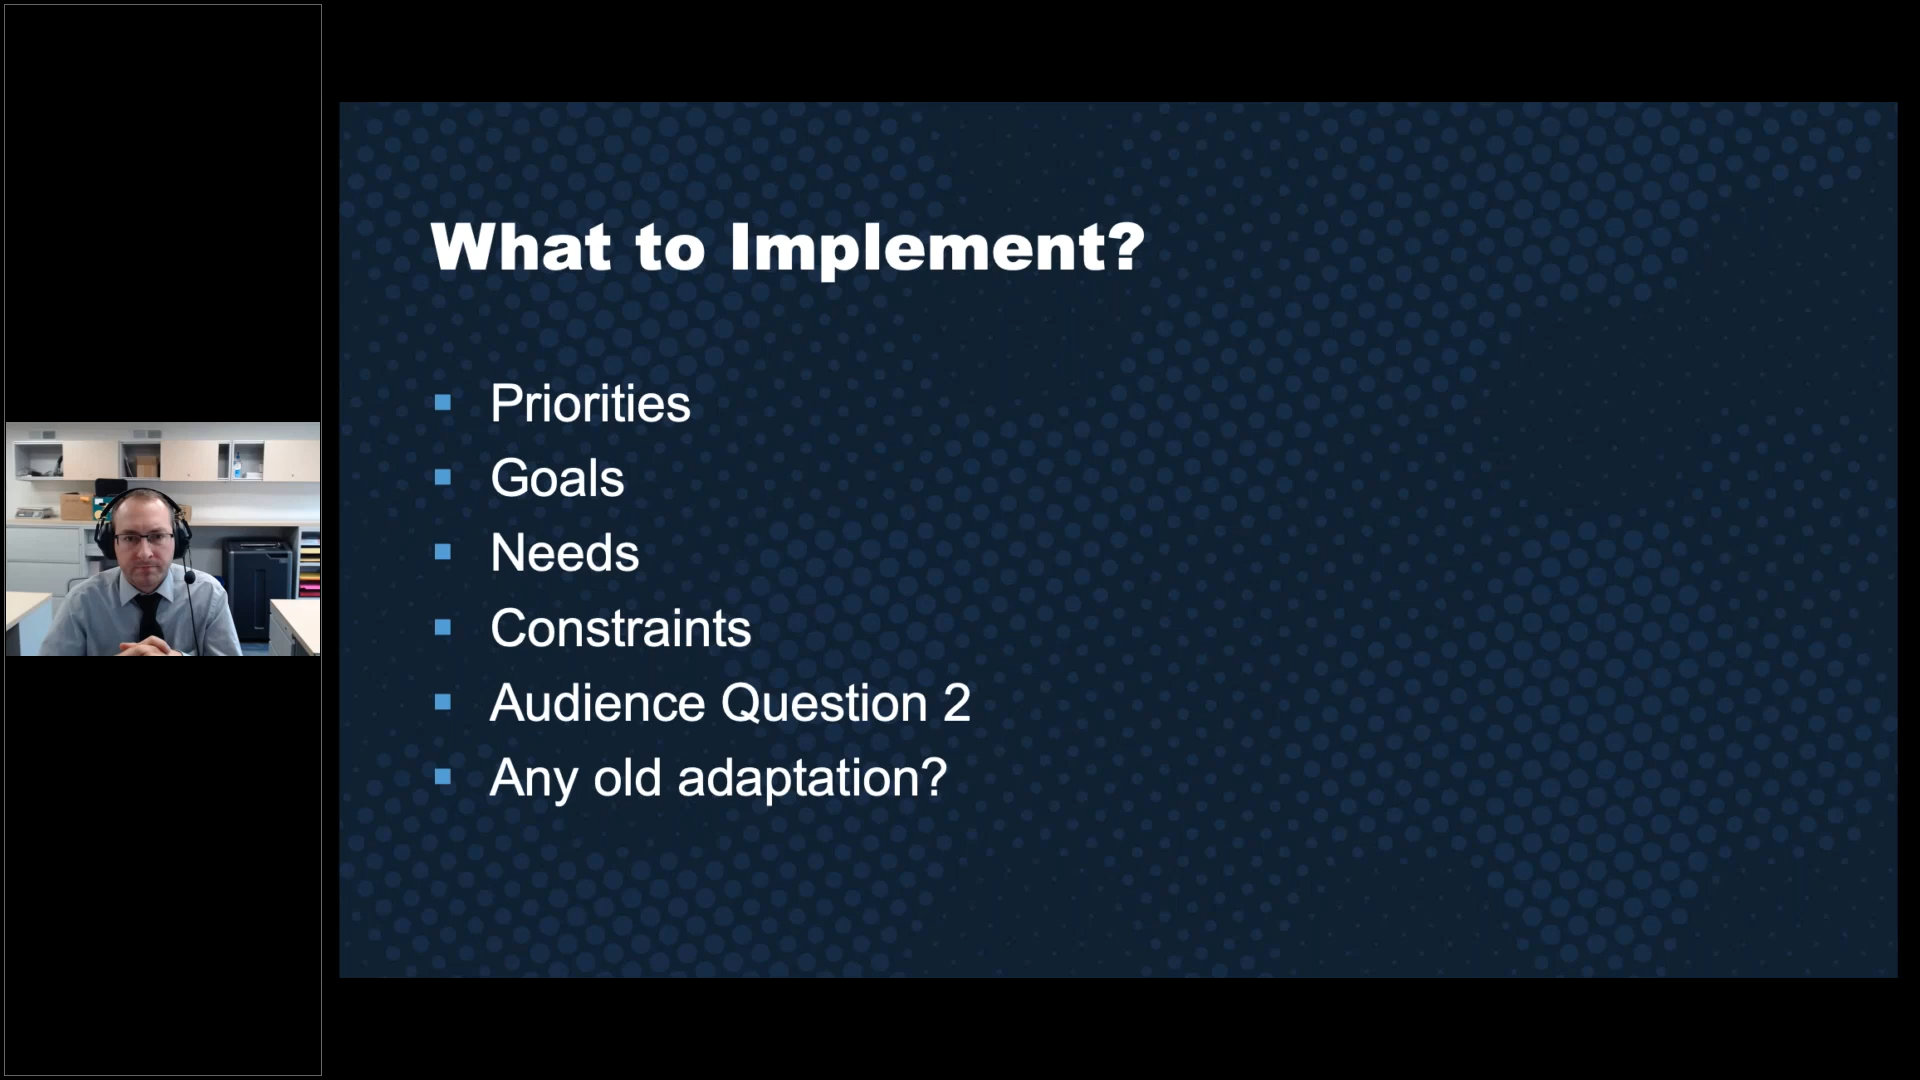 What to Implement?
Priorities
Goals
Needs
Constraints
Audience Question 2
Any old adaptation?